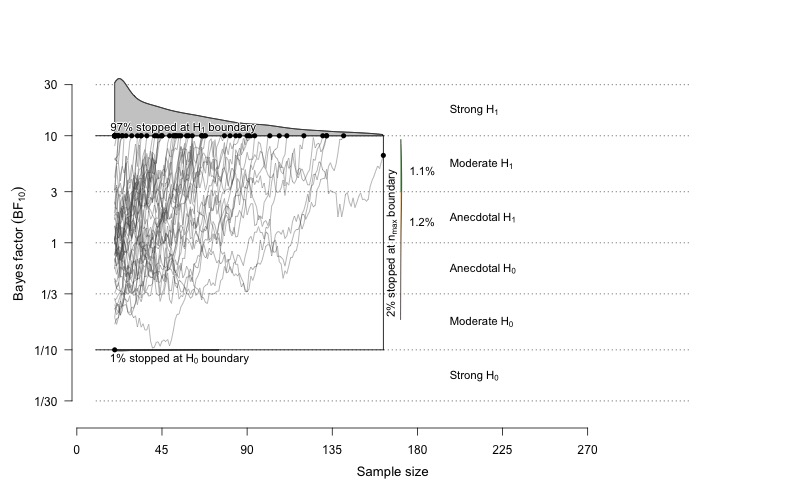 30
Strong H₁
97% stopped at H₁ boundary
10
Moderate H₁
1.1%
3
Anecdotal H₁
1.2%
1
Anecdotal H₀
1/3
Moderate H₀
1/10
1% stopped at H₀ boundary
Strong H₀
1/30
2% stopped at nmax boundary
Bayes factor (BF₁₀)
0 45 90 135 180 225 270
Sample size